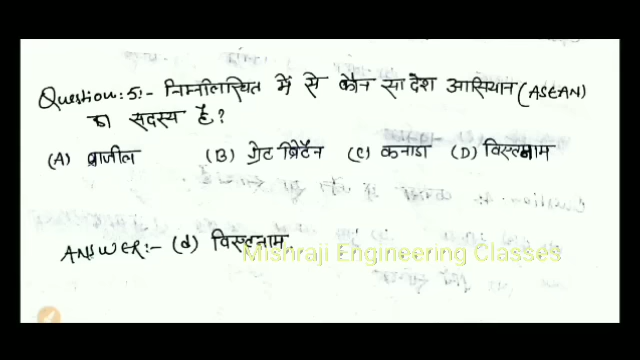 Question:5:- निम्नलिखित में से कौन सा देश आसियान (ASEAN)
का सदस्य है?
(A) ब्राजील (B) ग्रेट ब्रिटेन (C) कनाडा (D) वियतनाम
ANSWER:- (d) वियतनाम.
Mishraji Engineering Classes